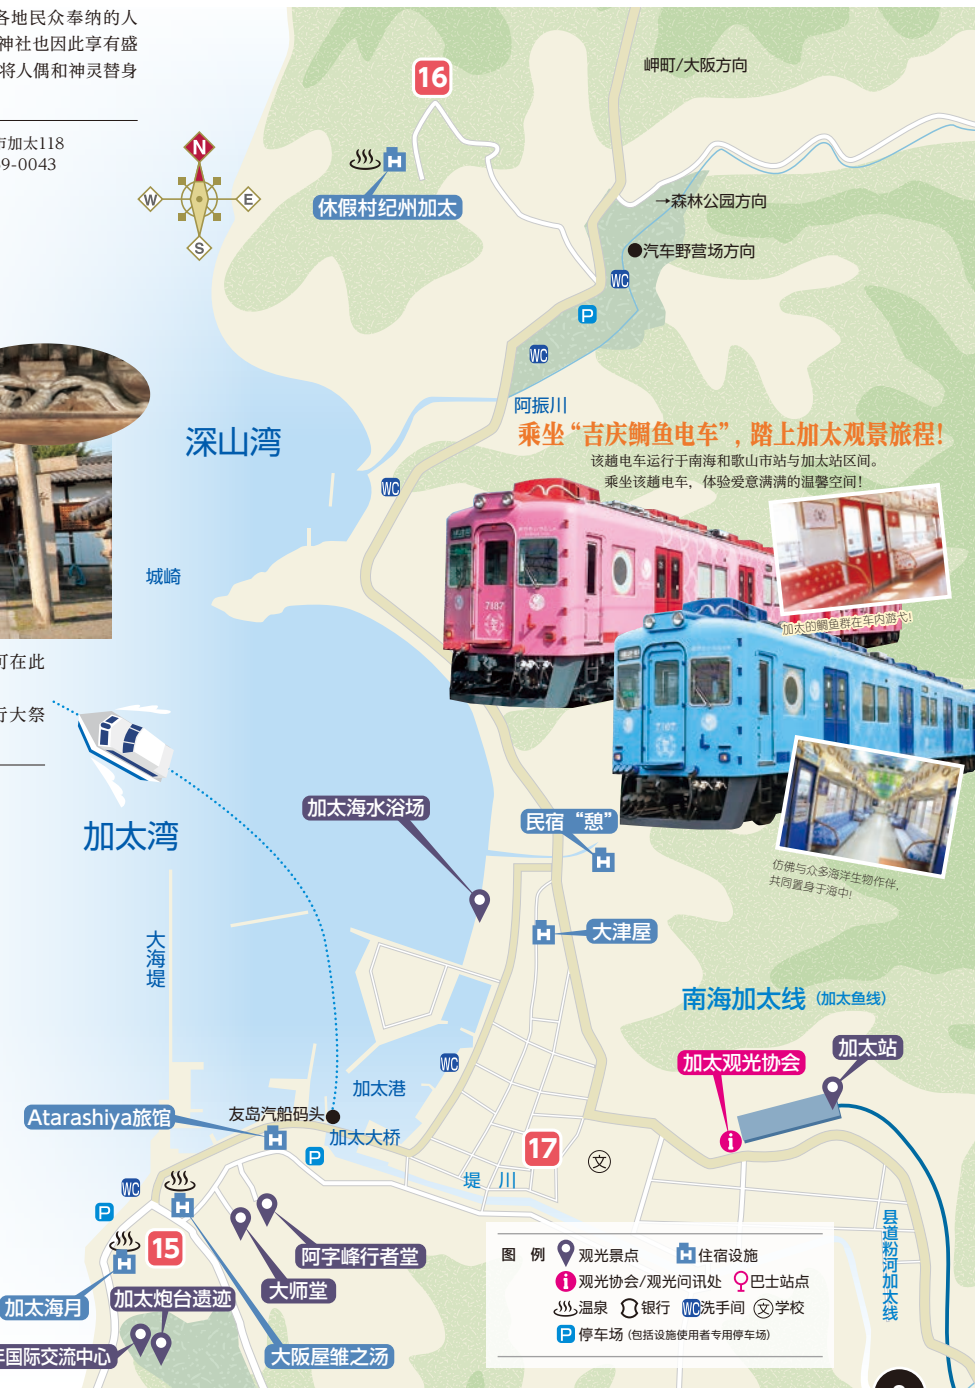 各地民众奉纳的人
神社也因此享有盛
将人偶和神灵替身
市加太118
9-0043
16
岬町/大阪方向
N
W
E
S
休假村纪州加太
→森林公园方向
汽车野营场方向
WC
P
WC
阿振川
深山湾
乘坐“吉庆鲷鱼电车”, 踏上加太观景旅程!
该趟电车运行于南海和歌山市站与加太站区间。
乘坐该趟电车, 体验爱意满满的温馨空间!
WC
城崎
7187
加太的鲷鱼群在车内游弋!
可在此
行大祭
7167
加太海水浴场
民宿“憩”
加太湾
仿佛与众多海洋生物作伴,
共同置身于海中!
大津屋
大海堤
南海加太线 (加太鱼线)
加太观光协会
加太站
WC
加太港
Atarashiya旅馆
友岛汽船码头
加太大桥
P
17
文
堤 川
WC
P
15
阿字峰行者堂
大师堂
加太海月
加太炮台遗迹
年国际交流中心
大阪屋雏之汤
县道粉河加太线
图 例 观光景点 H住宿设施
i 观光协会/观光问讯处 巴士站点
温泉 银行 WC洗手间 文学校
P 停车场 (包括设施使用者专用停车场)